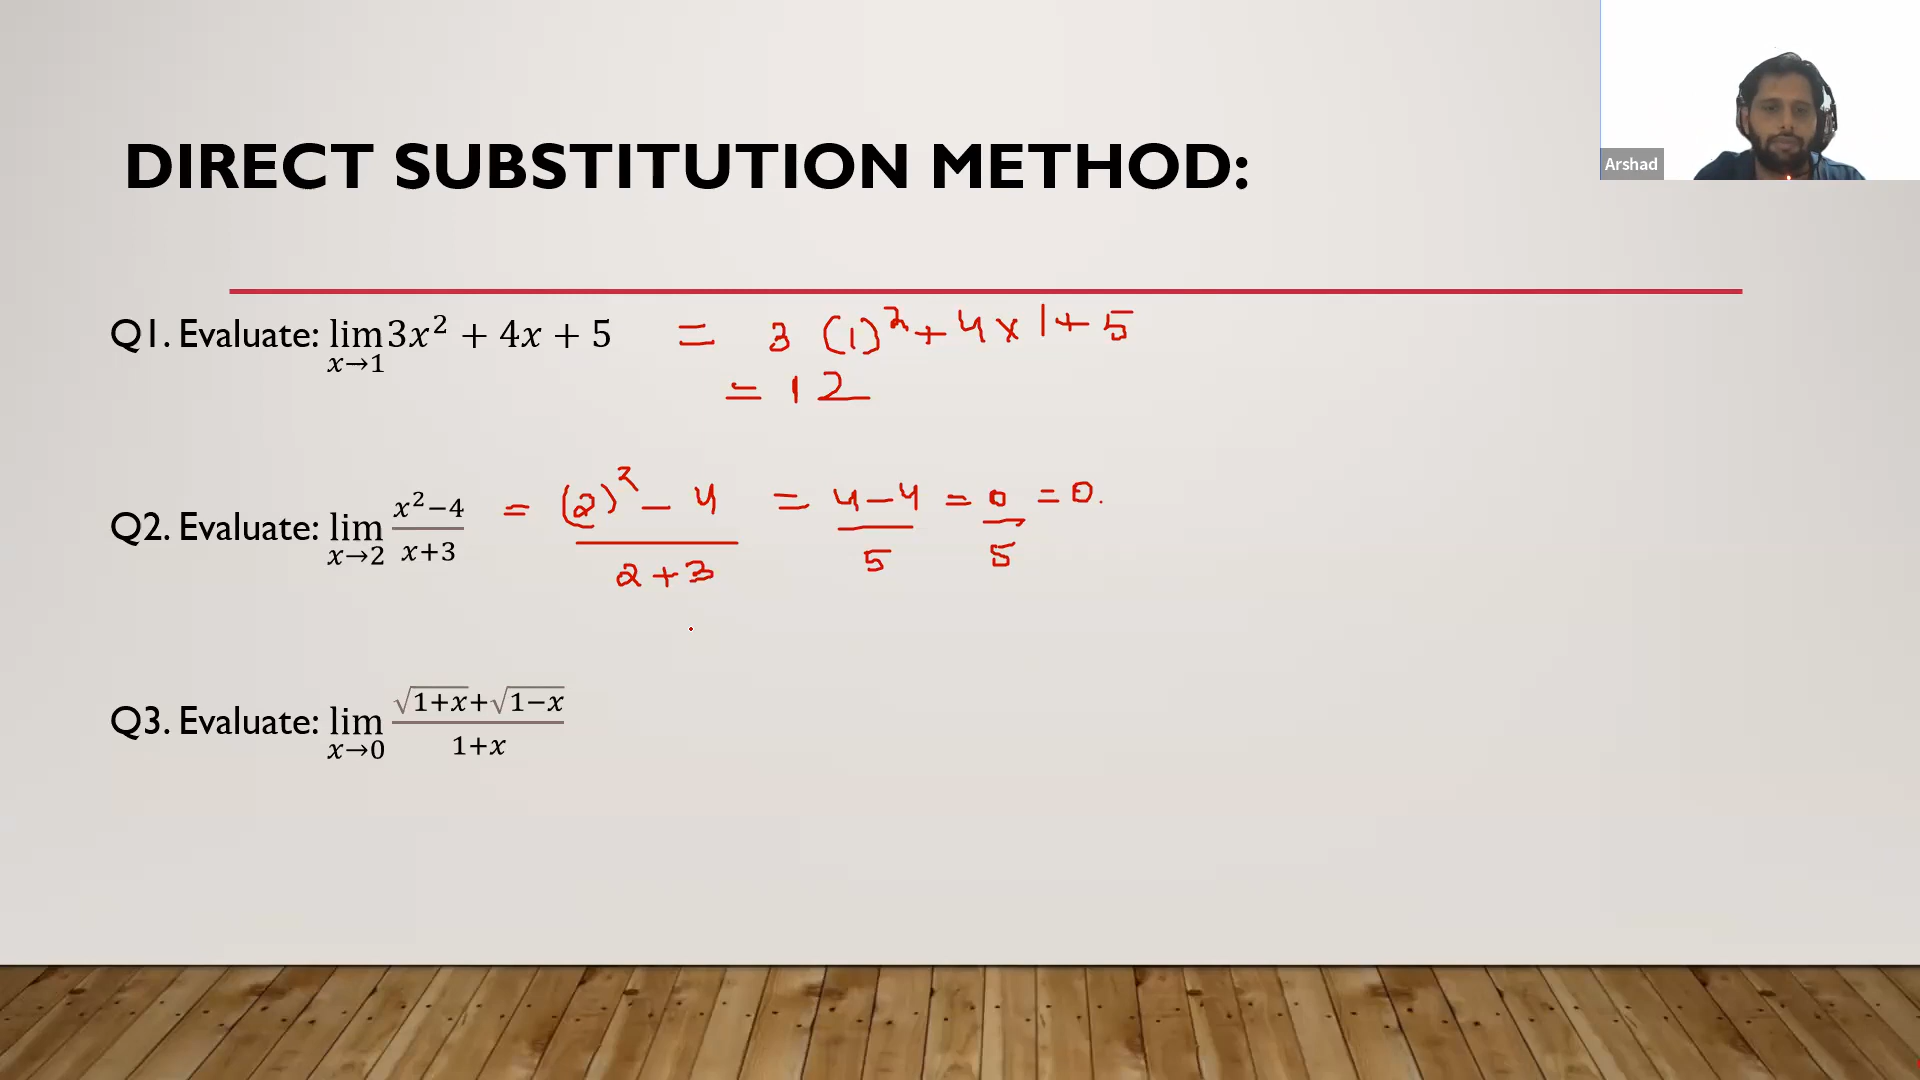 Arshad
DIRECT SUBSTITUTION METHOD:
Q1. Evaluate: lim x→1 3x² + 4x + 5 = 3 (1)² + 4 x 1 + 5
= 12
Q2. Evaluate: lim x→2 (x²−4)/(x+3) = ((2)² − 4)/(2+3) = (4−4)/5 = 0/5 = 0.
Q3. Evaluate: lim x→0 (√(1+x)+√(1−x))/(1+x)